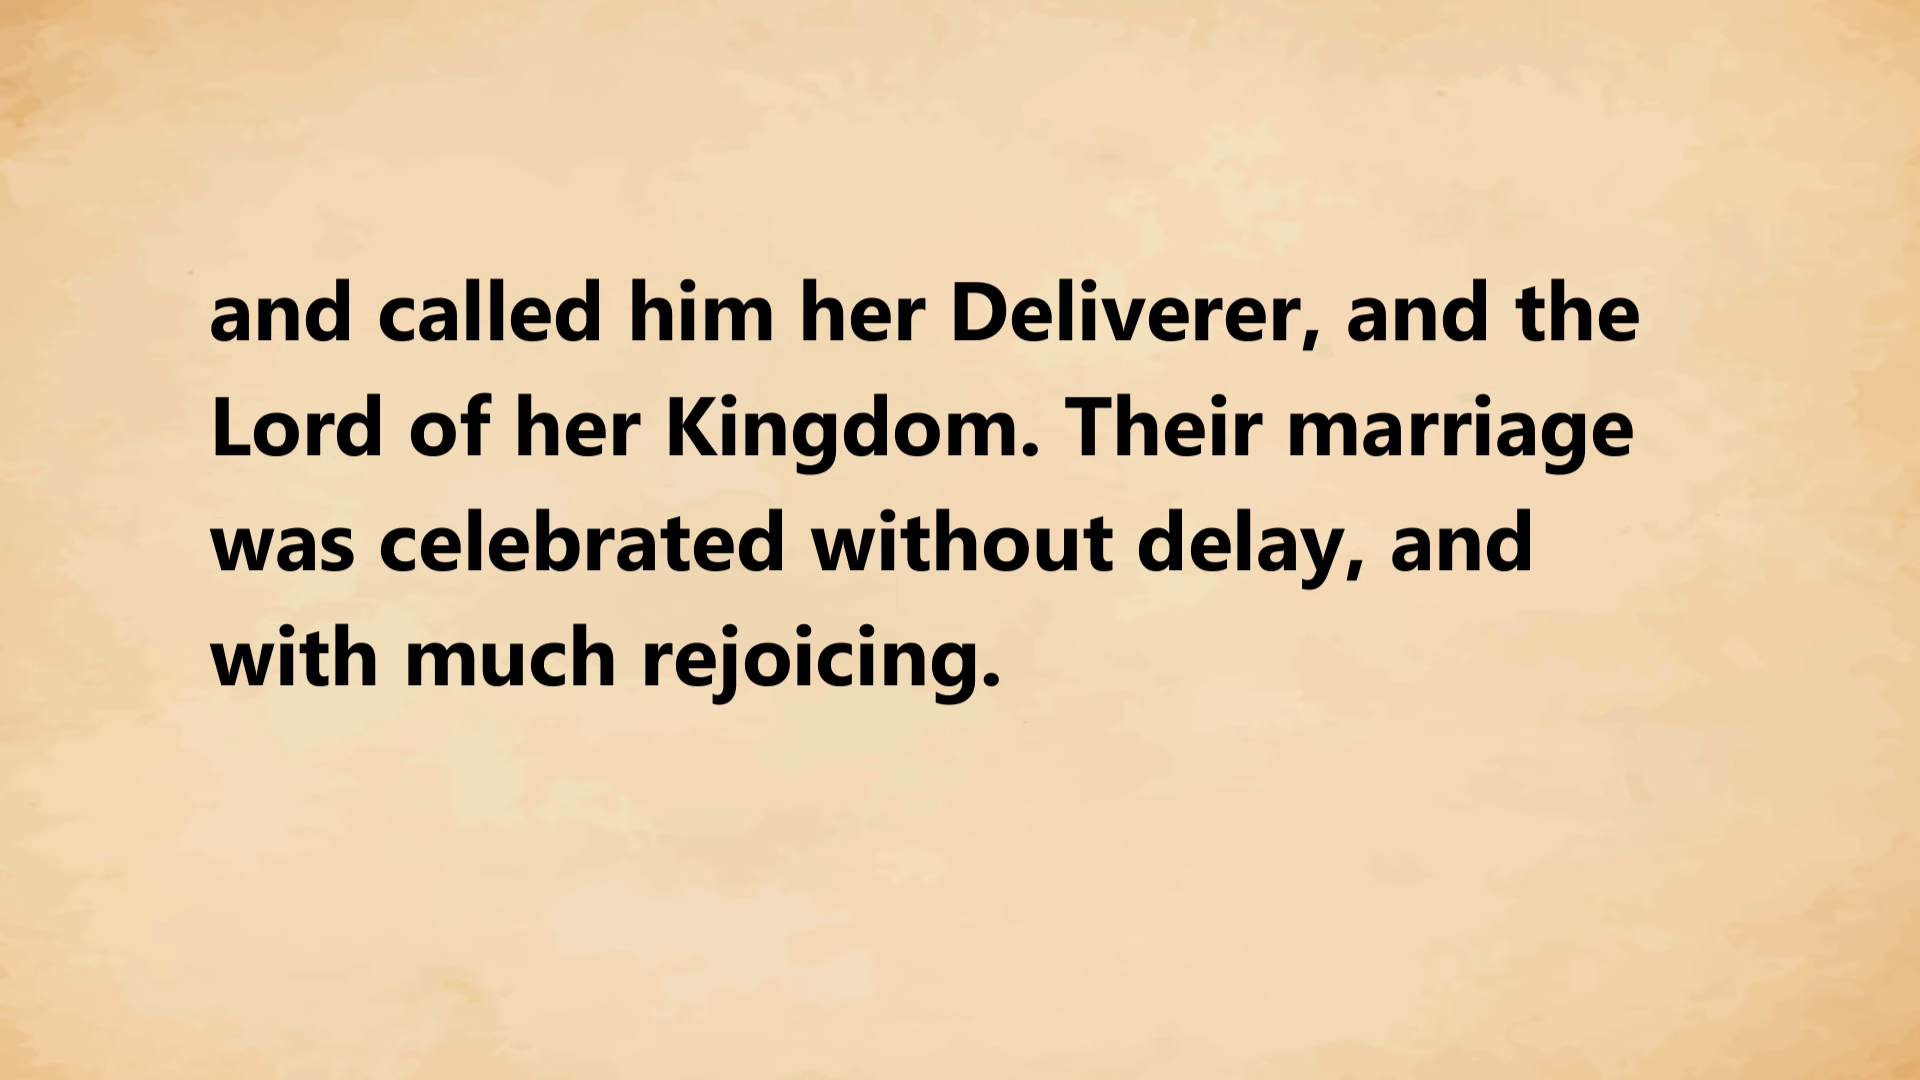 and called him her Deliverer, and the
Lord of her Kingdom. Their marriage
was celebrated without delay, and
with much rejoicing.